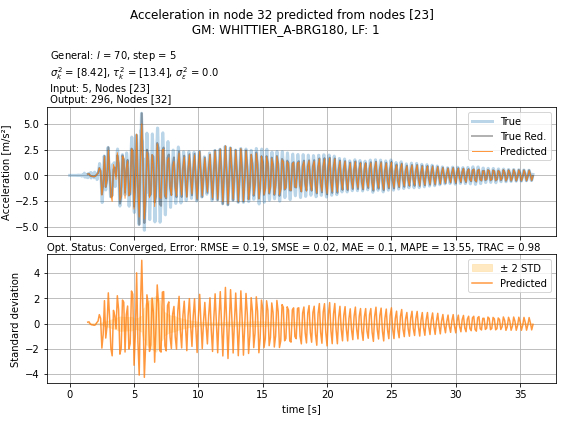 Acceleration in node 32 predicted from nodes [23]
GM: WHITTIER_A-BRG180, LF: 1
General: l = 70, step = 5
σ²ₖ = [8.42], τ²ₖ = [13.4], σ²ε = 0.0
Input: 5, Nodes [23]
Output: 296, Nodes [32]
Acceleration [m/s²]
5.0
2.5
0.0
−2.5
−5.0
True
True Red.
Predicted
Opt. Status: Converged, Error: RMSE = 0.19, SMSE = 0.02, MAE = 0.1, MAPE = 13.55, TRAC = 0.98
Standard deviation
4
2
0
−2
−4
± 2 STD
Predicted
0 5 10 15 20 25 30 35
time [s]